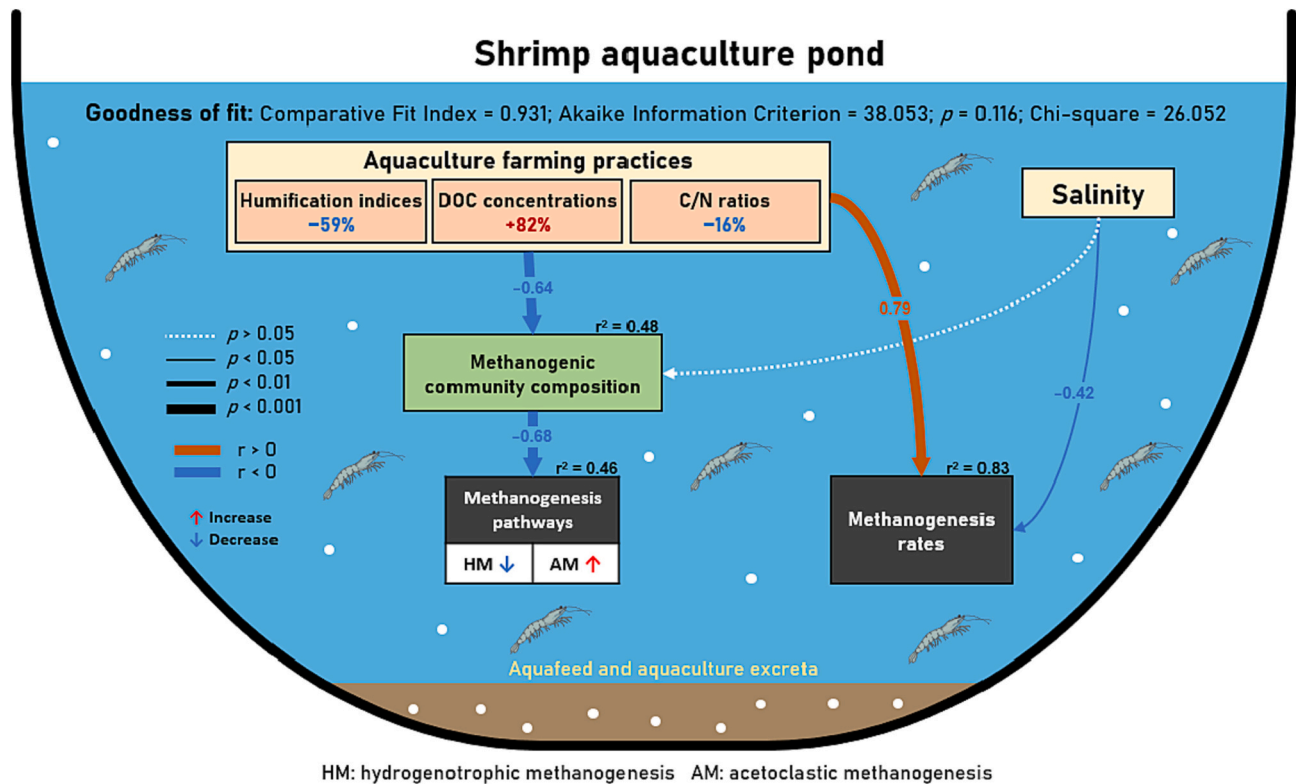 Shrimp aquaculture pond
Goodness of fit: Comparative Fit Index = 0.931; Akaike Information Criterion = 38.053; p = 0.116; Chi-square = 26.052
Aquaculture farming practices
Humification indices
−59%
DOC concentrations
+82%
C/N ratios
−16%
Salinity
−0.64
0.79
−0.42
p > 0.05
p < 0.05
p < 0.01
p < 0.001
r > 0
r < 0
↑ Increase
↓ Decrease
r² = 0.48
Methanogenic
community composition
−0.68
r² = 0.46
Methanogenesis
pathways
HM ↓
AM ↑
r² = 0.83
Methanogenesis
rates
Aquafeed and aquaculture excreta
HM: hydrogenotrophic methanogenesis AM: acetoclastic methanogenesis